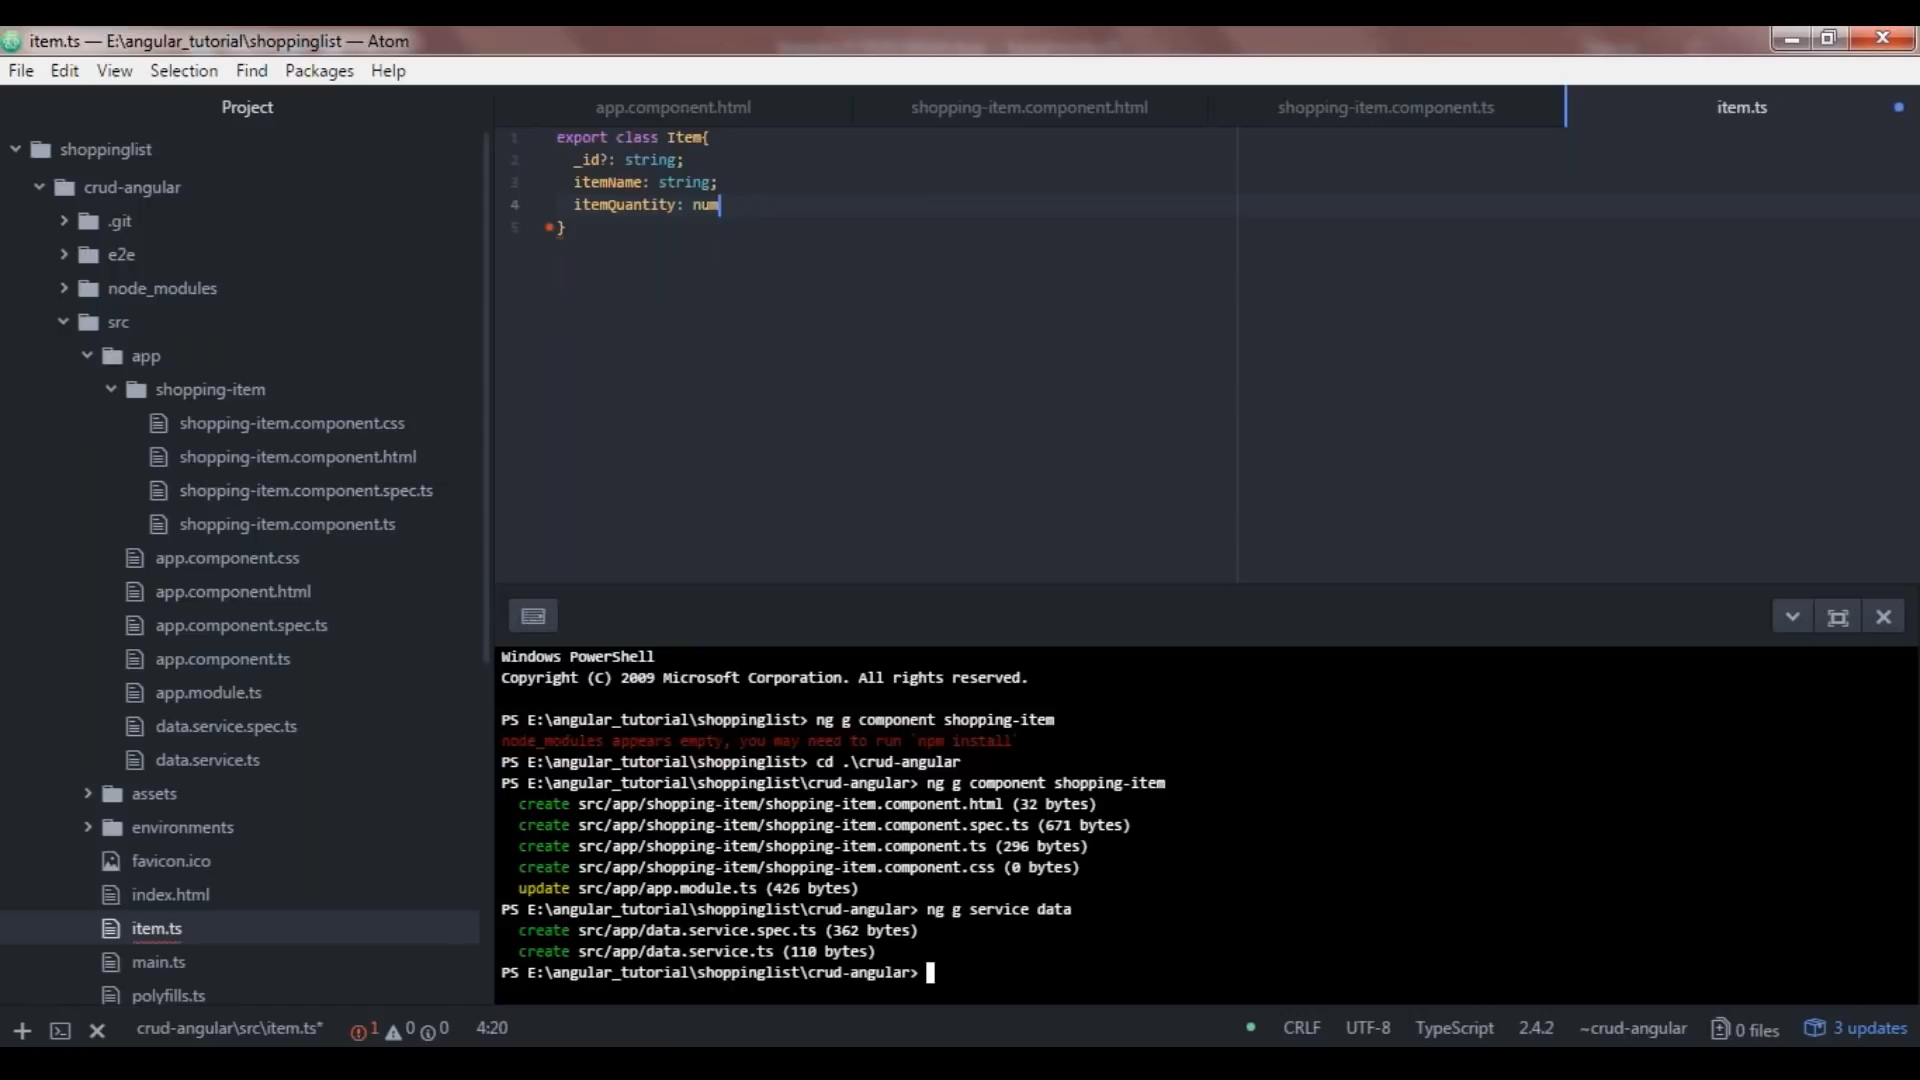 item.ts — E:\angular_tutorial\shoppinglist — Atom
File Edit View Selection Find Packages Help
Project
app.component.html shopping-item.component.html shopping-item.component.ts item.ts
shoppinglist
crud-angular
.git
e2e
node_modules
src
app
shopping-item
shopping-item.component.css
shopping-item.component.html
shopping-item.component.spec.ts
shopping-item.component.ts
app.component.css
app.component.html
app.component.spec.ts
app.component.ts
app.module.ts
data.service.spec.ts
data.service.ts
assets
environments
favicon.ico
index.html
item.ts
main.ts
polyfills.ts
1 export class Item{
2 _id?: string;
3 itemName: string;
4 itemQuantity: num
5 }
Windows PowerShell
Copyright (C) 2009 Microsoft Corporation. All rights reserved.
PS E:\angular_tutorial\shoppinglist> ng g component shopping-item
node_modules appears empty, you may need to run `npm install`
PS E:\angular_tutorial\shoppinglist> cd .\crud-angular
PS E:\angular_tutorial\shoppinglist\crud-angular> ng g component shopping-item
create src/app/shopping-item/shopping-item.component.html (32 bytes)
create src/app/shopping-item/shopping-item.component.spec.ts (671 bytes)
create src/app/shopping-item/shopping-item.component.ts (296 bytes)
create src/app/shopping-item/shopping-item.component.css (0 bytes)
update src/app/app.module.ts (426 bytes)
PS E:\angular_tutorial\shoppinglist\crud-angular> ng g service data
create src/app/data.service.spec.ts (362 bytes)
create src/app/data.service.ts (110 bytes)
PS E:\angular_tutorial\shoppinglist\crud-angular>
crud-angular\src\item.ts* 1 0 0 4:20 CRLF UTF-8 TypeScript 2.4.2 ~crud-angular 0 files 3 updates